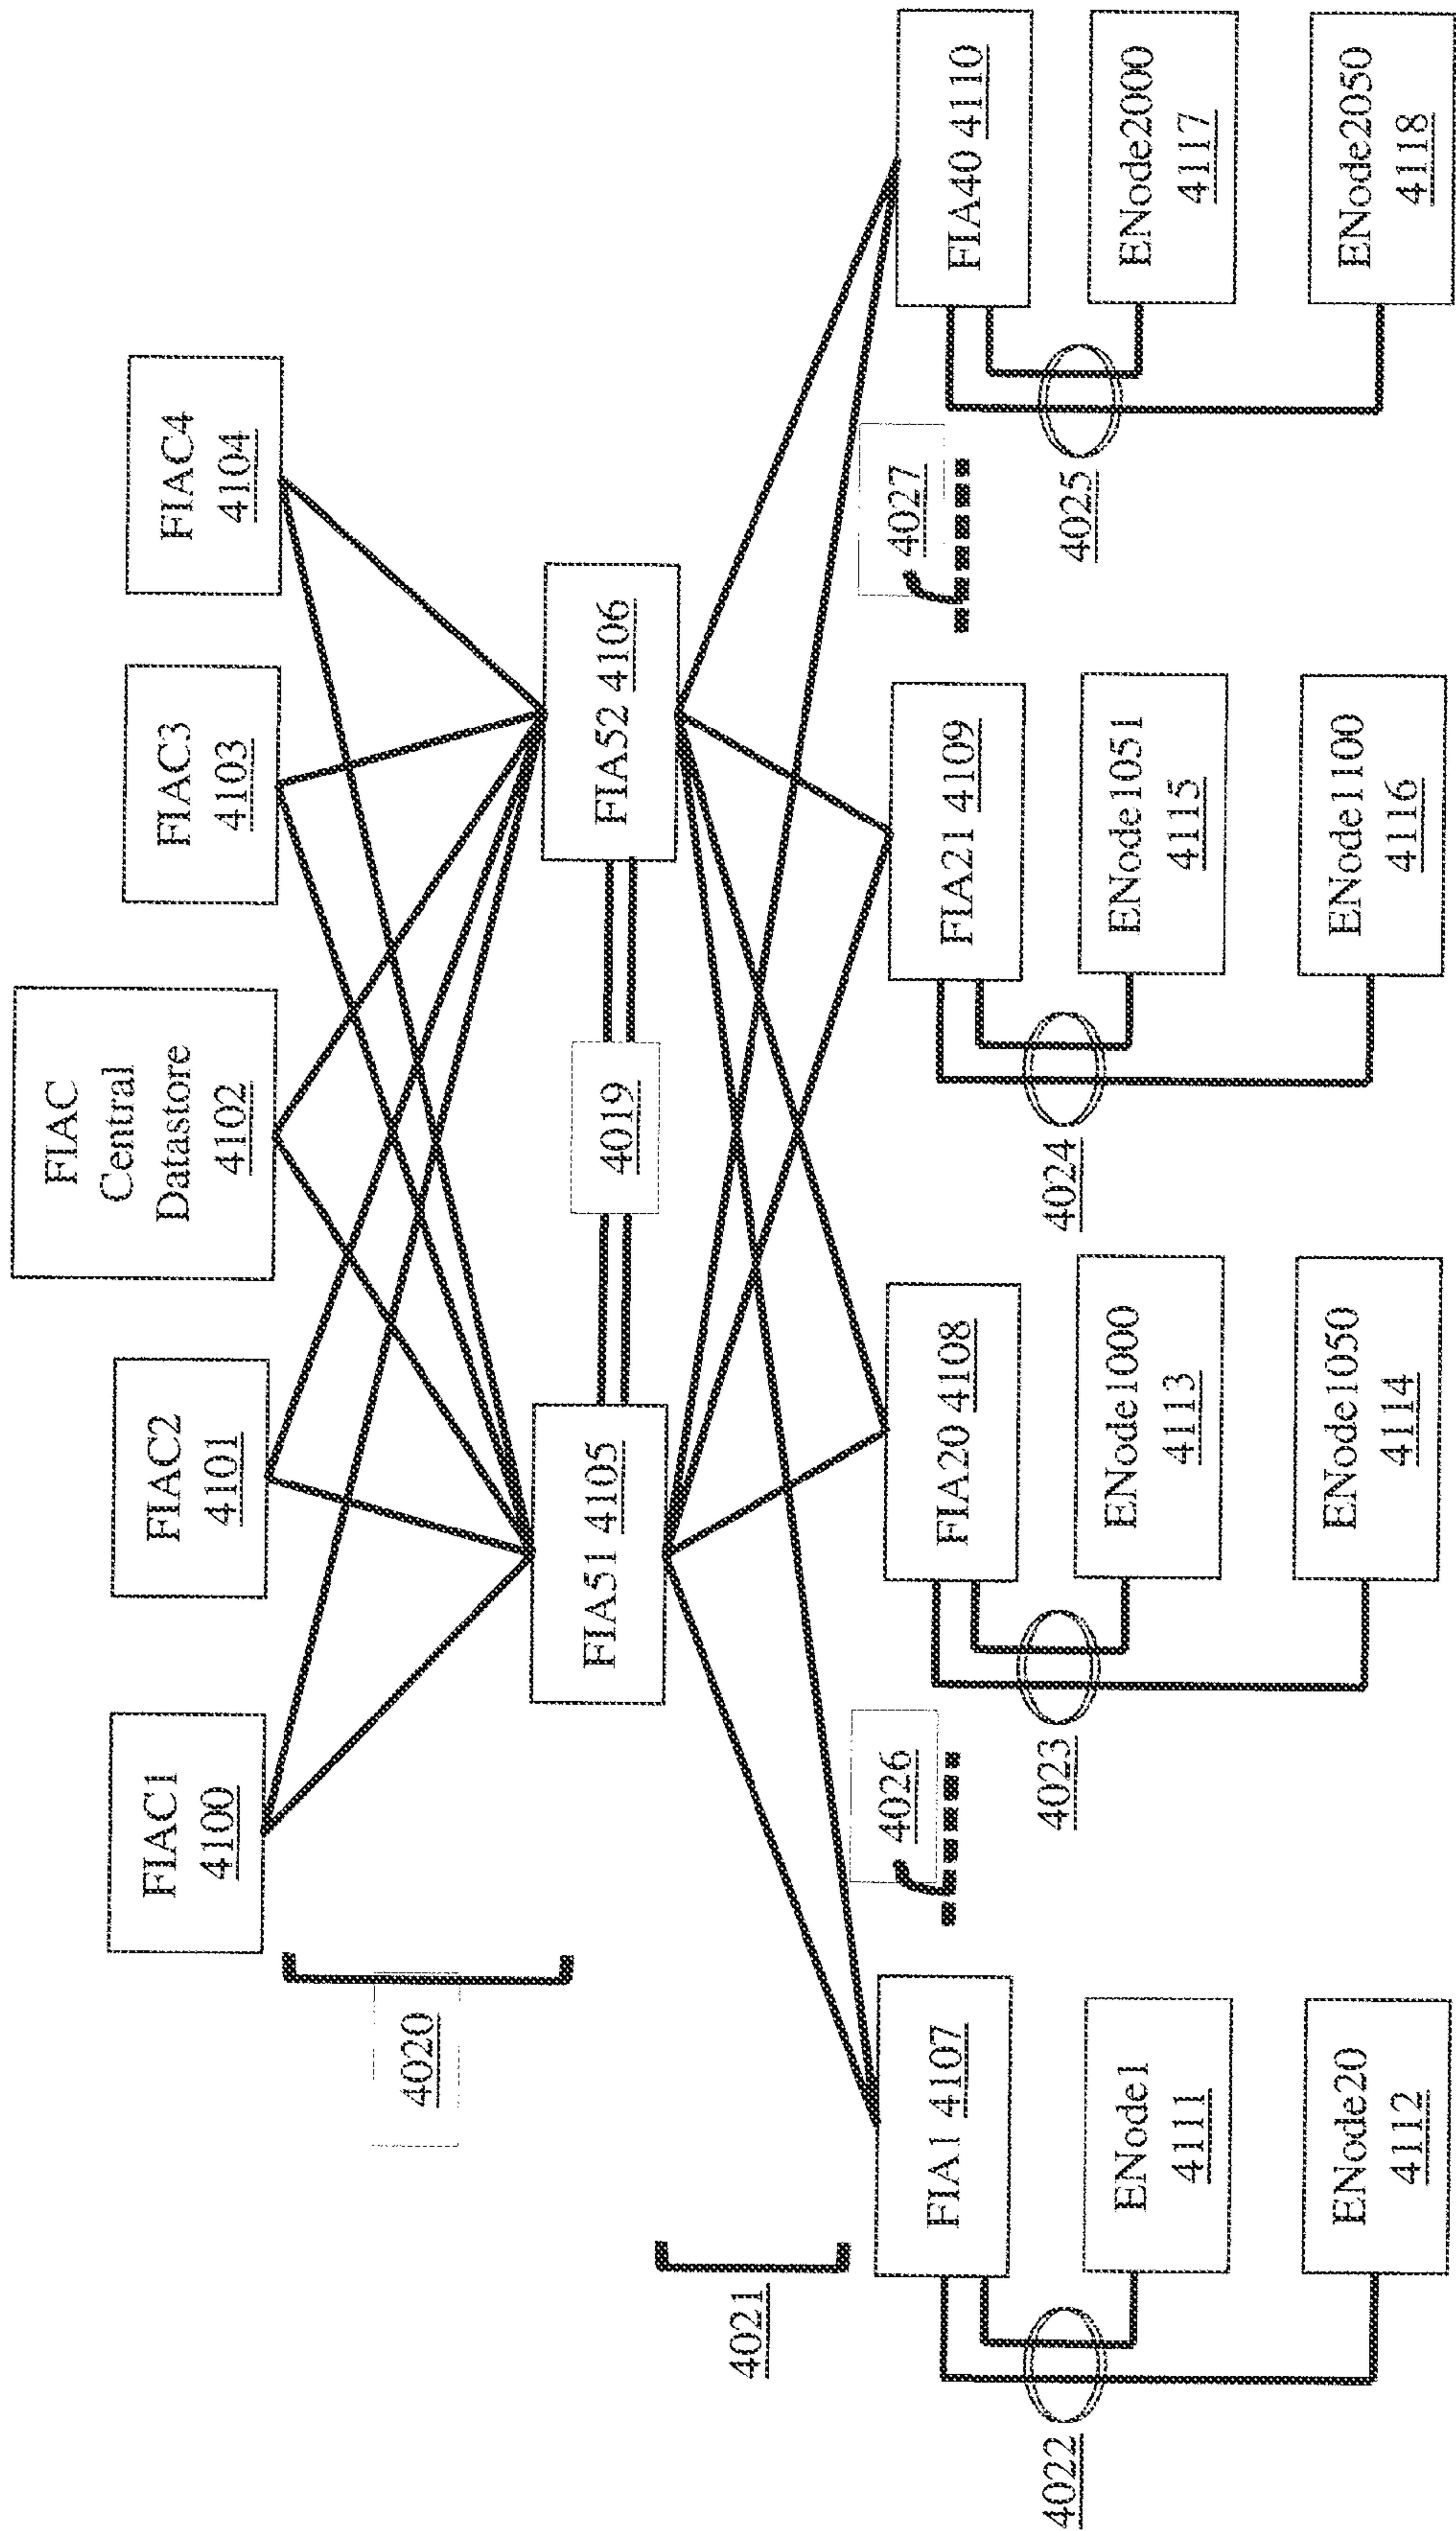 FIAC1
4100
FIAC2
4101
FIAC
Central
Datastore
4102
FIAC3
4103
FIAC4
4104
4020
FIA51 4105
4019
FIA52 4106
4021
4026
4027
FIA1 4107
FIA20 4108
FIA21 4109
FIA40 4110
4022
ENode1
4111
4023
ENode1000
4113
4024
ENode1051
4115
4025
ENode2000
4117
ENode20
4112
ENode1050
4114
ENode1100
4116
ENode2050
4118